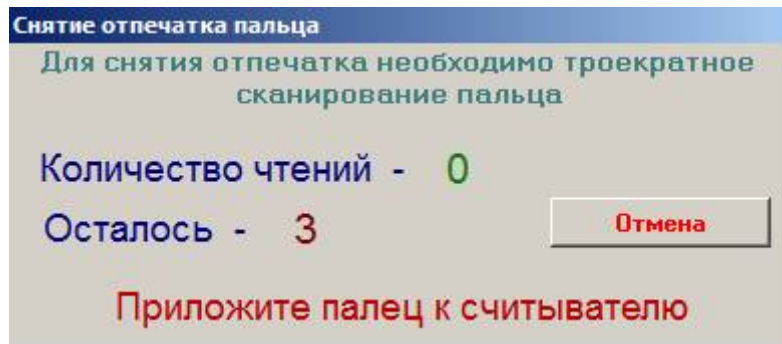 Снятие отпечатка пальца
Для снятия отпечатка необходимо троекратное
сканирование пальца
Количество чтений - 0
Осталось - 3
Отмена
Приложите палец к считывателю